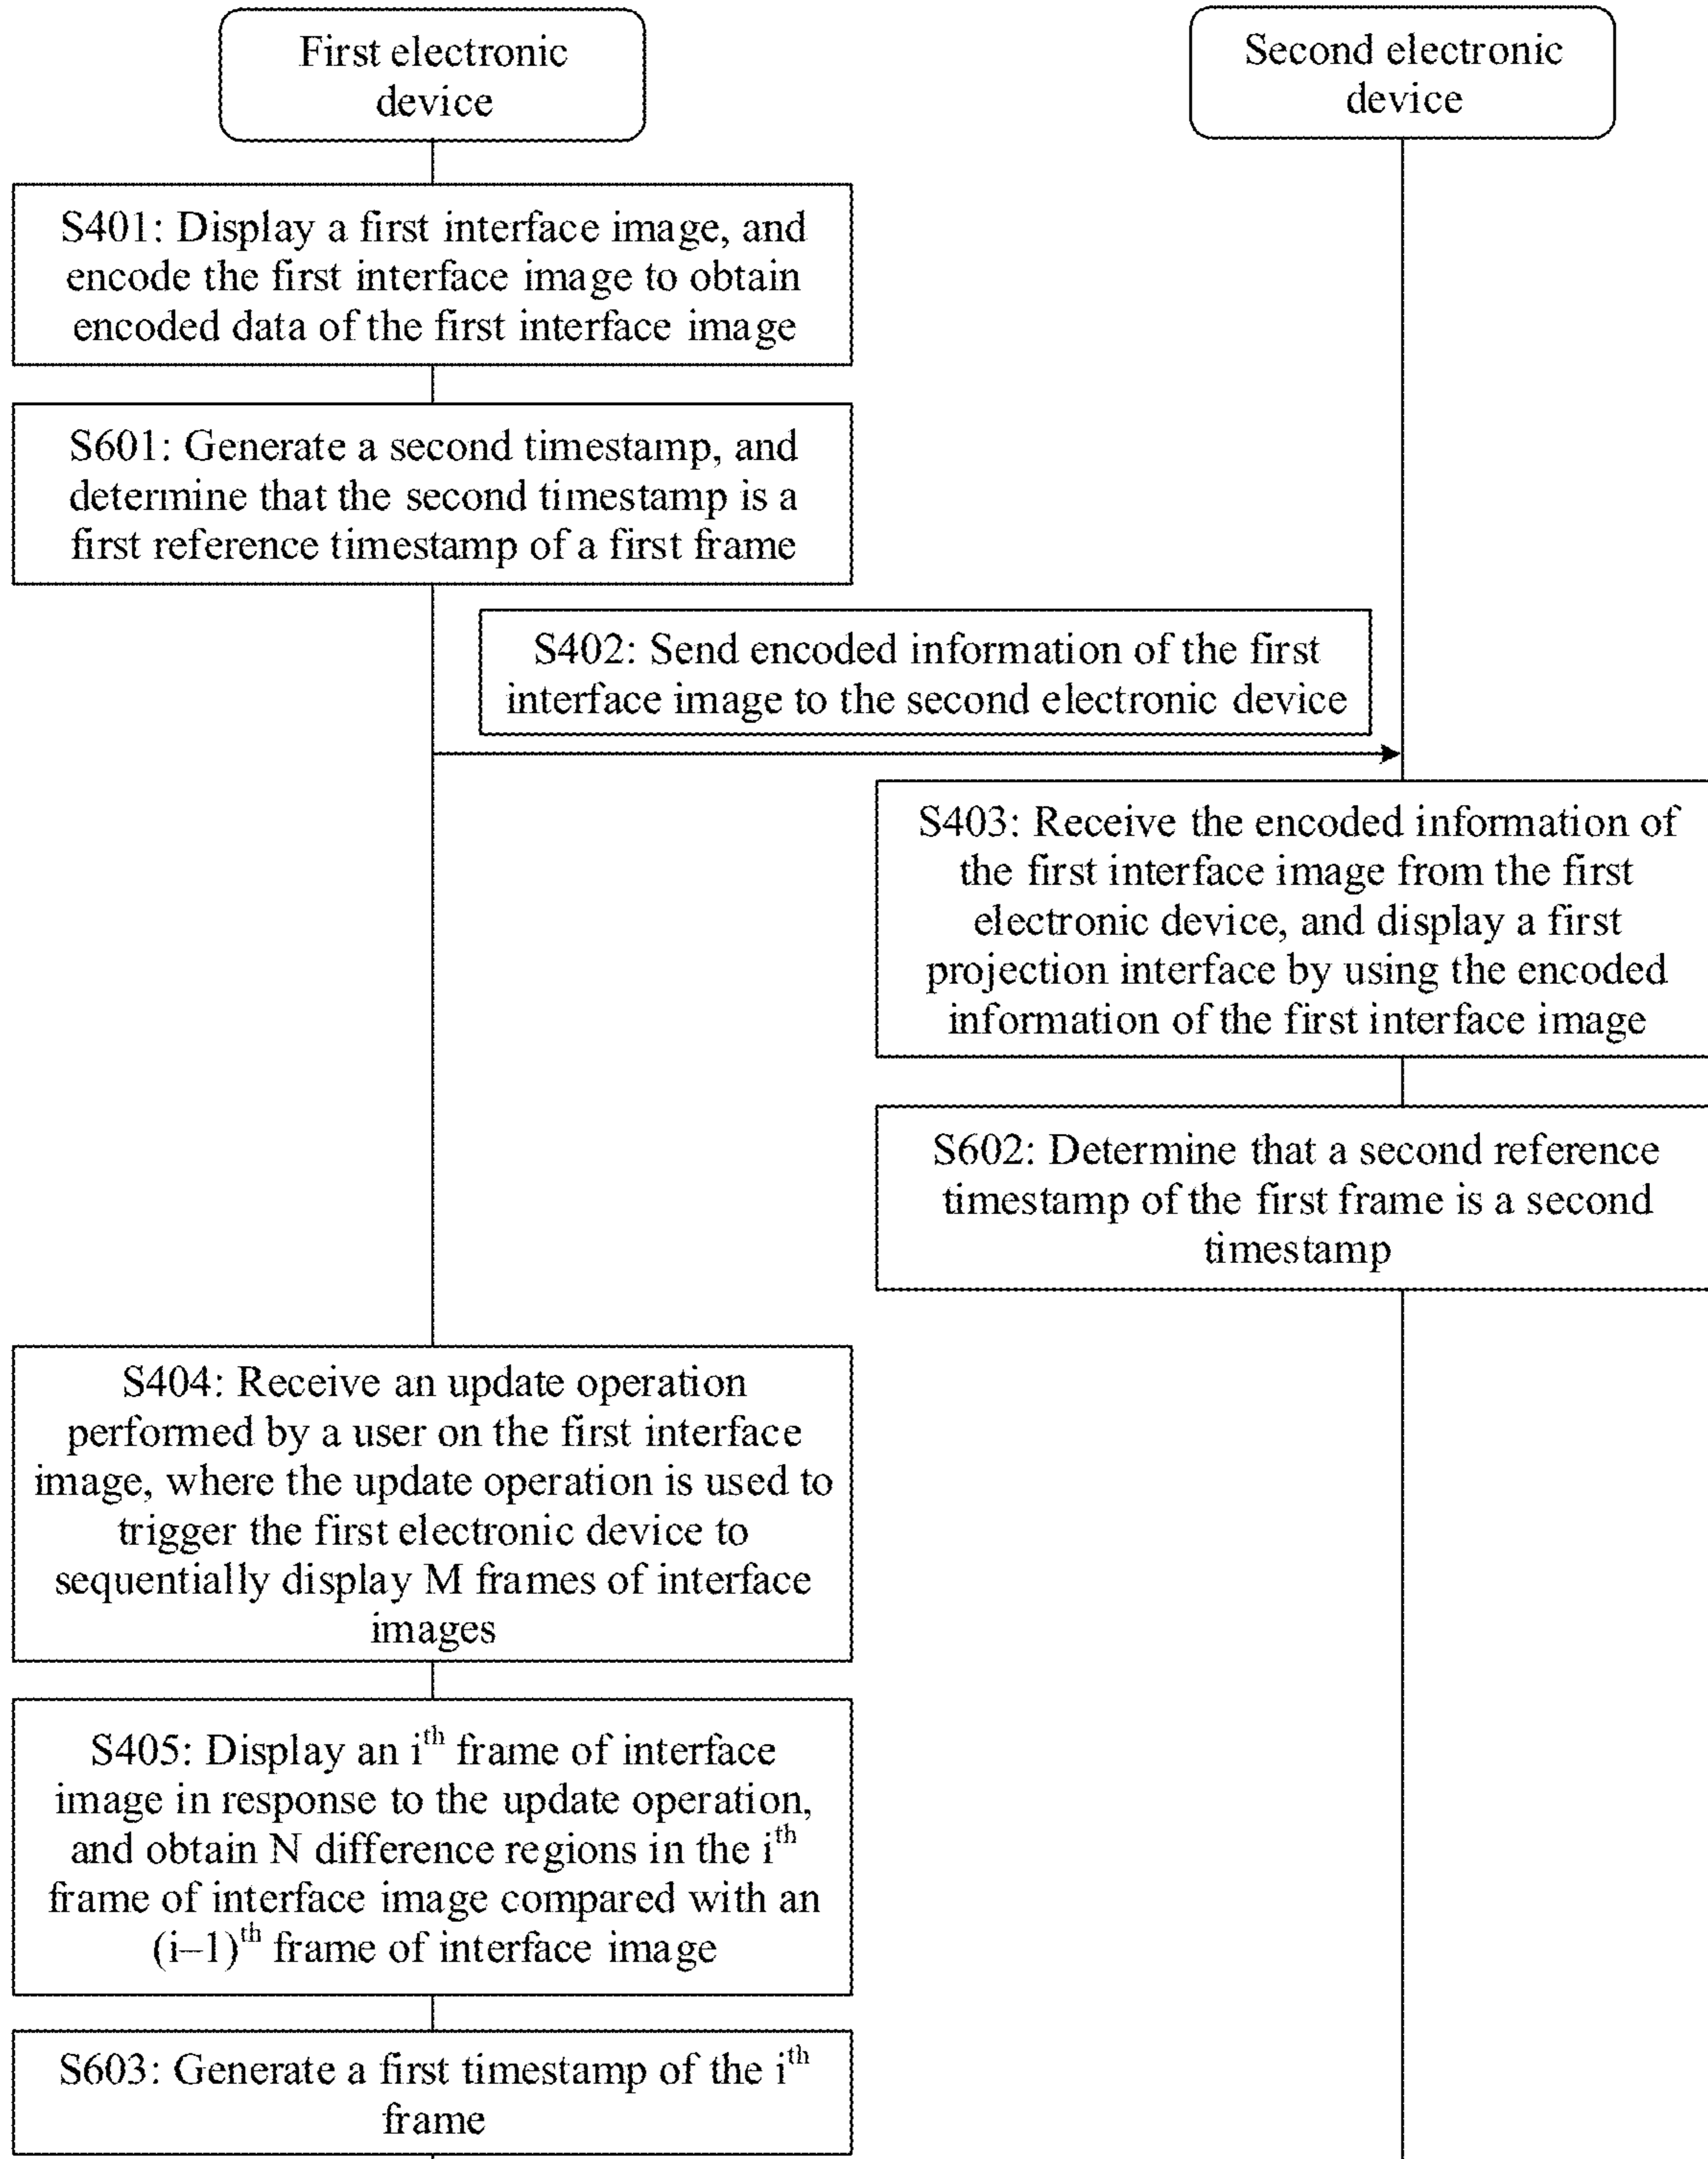 First electronic
device
Second electronic
device
S401: Display a first interface image, and
encode the first interface image to obtain
encoded data of the first interface image
S601: Generate a second timestamp, and
determine that the second timestamp is a
first reference timestamp of a first frame
S402: Send encoded information of the first
interface image to the second electronic device
S403: Receive the encoded information of
the first interface image from the first
electronic device, and display a first
projection interface by using the encoded
information of the first interface image
S602: Determine that a second reference
timestamp of the first frame is a second
timestamp
S404: Receive an update operation
performed by a user on the first interface
image, where the update operation is used to
trigger the first electronic device to
sequentially display M frames of interface
images
S405: Display an i^th frame of interface
image in response to the update operation,
and obtain N difference regions in the i^th
frame of interface image compared with an
(i–1)^th frame of interface image
S603: Generate a first timestamp of the i^th
frame